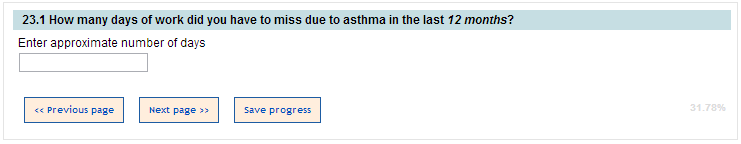 23.1 How many days of work did you have to miss due to asthma in the last 12 months?
Enter approximate number of days
<< Previous page Next page >> Save progress 31.78%